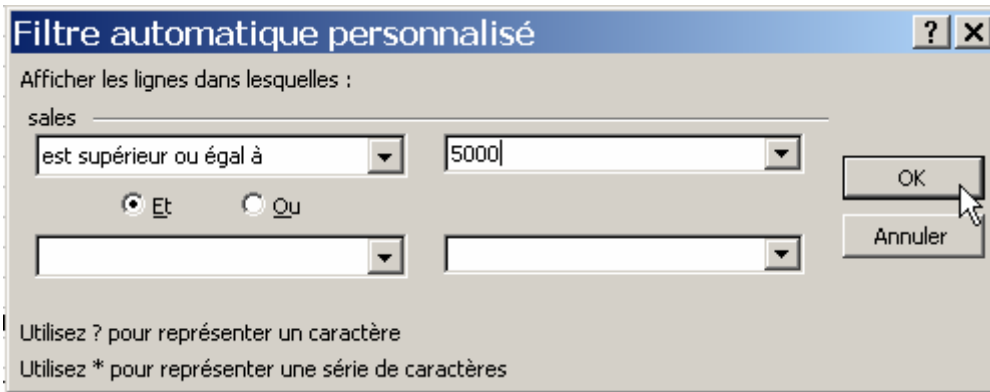 Filtre automatique personnalisé ?
Afficher les lignes dans lesquelles :
sales
est supérieur ou égal à 5000
OK
Et Ou
Annuler
Utilisez ? pour représenter un caractère
Utilisez * pour représenter une série de caractères